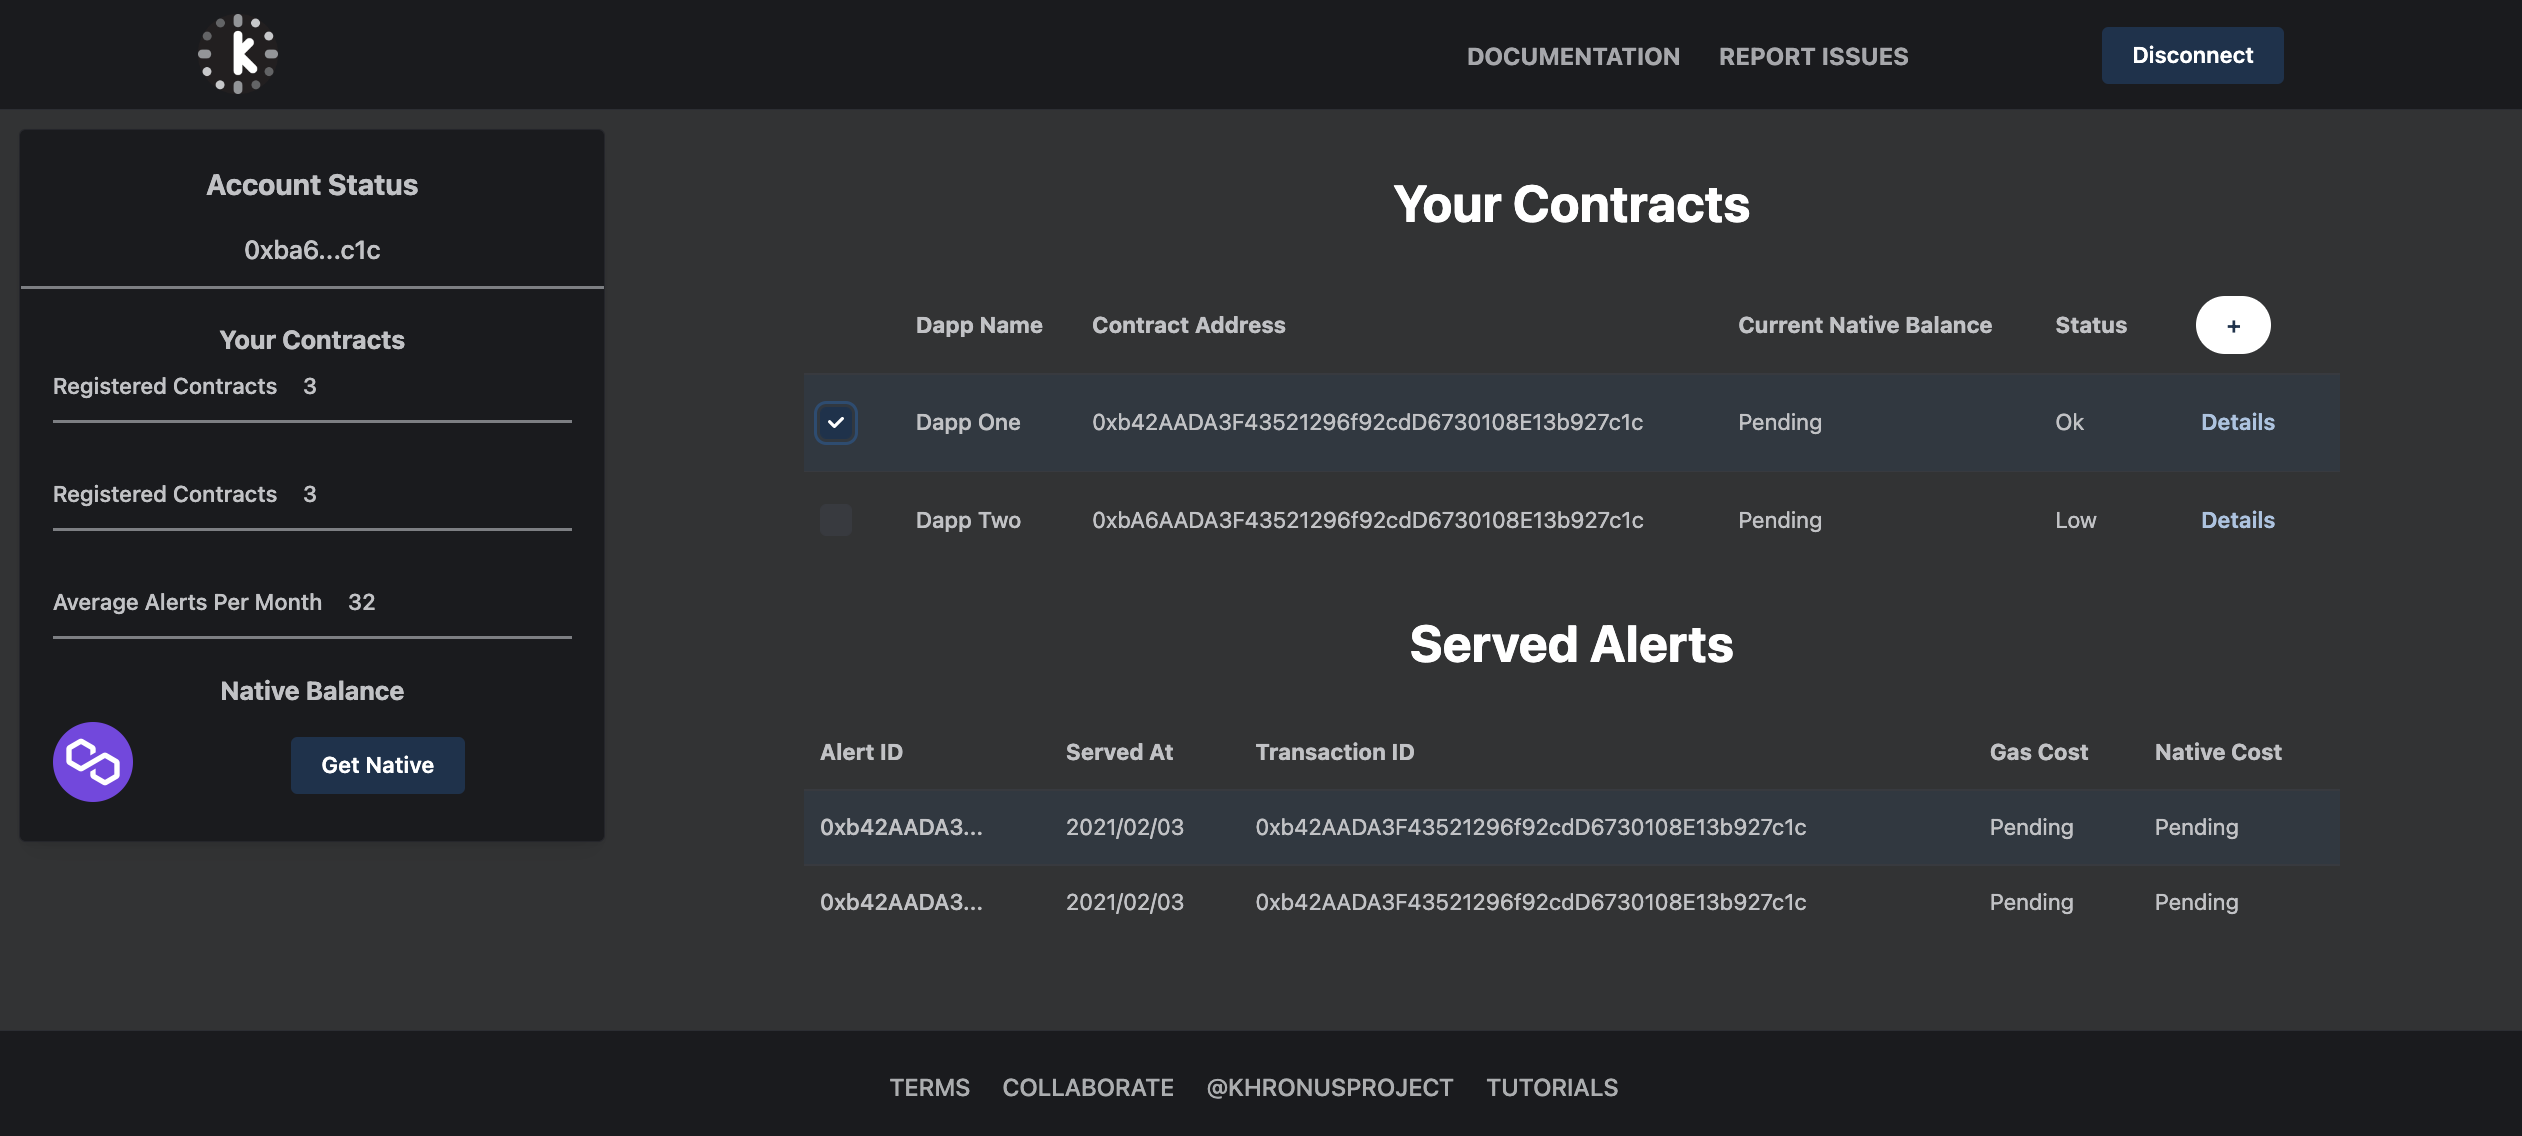 k
DOCUMENTATION REPORT ISSUES Disconnect
Account Status
0xba6...c1c
Your Contracts
Registered Contracts 3
Registered Contracts 3
Average Alerts Per Month 32
Native Balance
Get Native
Your Contracts
Dapp Name Contract Address Current Native Balance Status +
Dapp One 0xb42AADA3F43521296f92cdD6730108E13b927c1c Pending Ok Details
Dapp Two 0xbA6AADA3F43521296f92cdD6730108E13b927c1c Pending Low Details
Served Alerts
Alert ID Served At Transaction ID Gas Cost Native Cost
0xb42AADA3... 2021/02/03 0xb42AADA3F43521296f92cdD6730108E13b927c1c Pending Pending
0xb42AADA3... 2021/02/03 0xb42AADA3F43521296f92cdD6730108E13b927c1c Pending Pending
TERMS COLLABORATE @KHRONUSPROJECT TUTORIALS